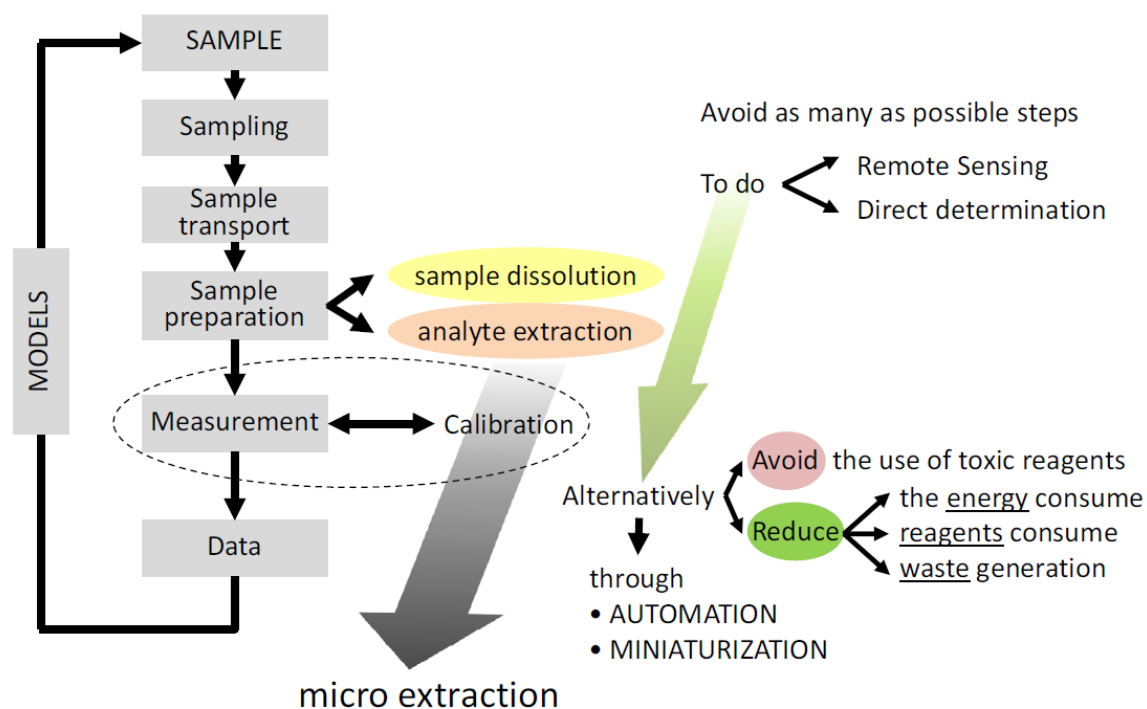 SAMPLE
Sampling
Sample
transport
Sample
preparation
sample dissolution
analyte extraction
Measurement
Calibration
Data
MODELS
micro extraction
Avoid as many as possible steps
To do
Remote Sensing
Direct determination
Alternatively
Avoid the use of toxic reagents
Reduce
the energy consume
reagents consume
waste generation
through
• AUTOMATION
• MINIATURIZATION